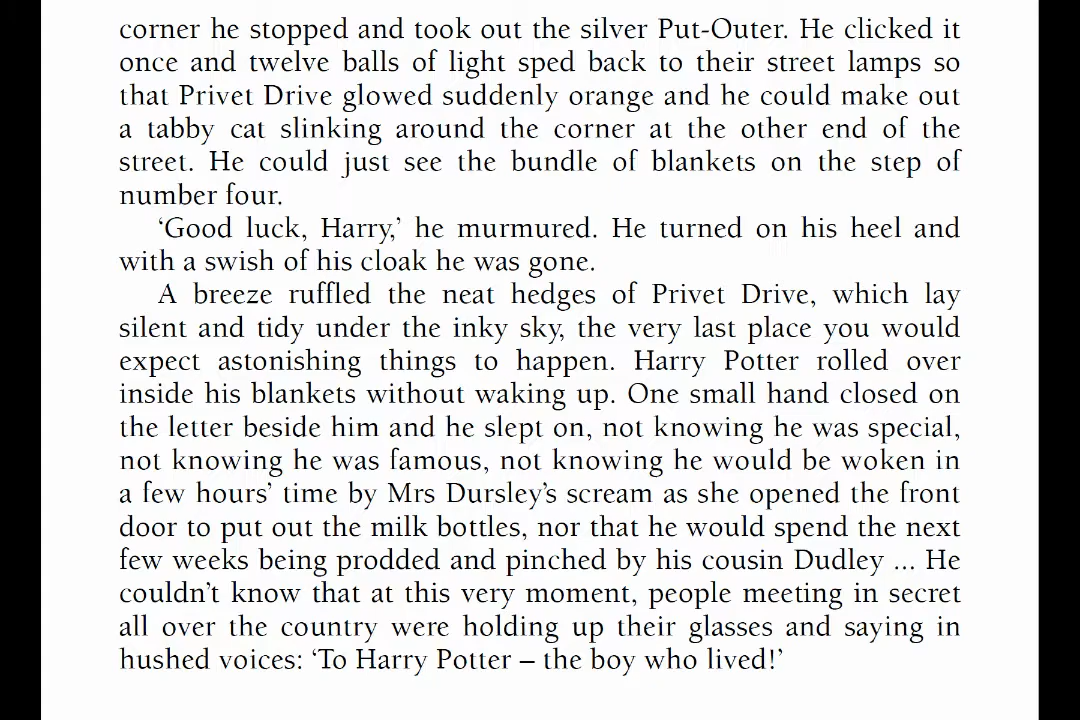 corner he stopped and took out the silver Put-Outer. He clicked it
once and twelve balls of light sped back to their street lamps so
that Privet Drive glowed suddenly orange and he could make out
a tabby cat slinking around the corner at the other end of the
street. He could just see the bundle of blankets on the step of
number four.
‘Good luck, Harry,’ he murmured. He turned on his heel and
with a swish of his cloak he was gone.
A breeze ruffled the neat hedges of Privet Drive, which lay
silent and tidy under the inky sky, the very last place you would
expect astonishing things to happen. Harry Potter rolled over
inside his blankets without waking up. One small hand closed on
the letter beside him and he slept on, not knowing he was special,
not knowing he was famous, not knowing he would be woken in
a few hours’ time by Mrs Dursley’s scream as she opened the front
door to put out the milk bottles, nor that he would spend the next
few weeks being prodded and pinched by his cousin Dudley ... He
couldn’t know that at this very moment, people meeting in secret
all over the country were holding up their glasses and saying in
hushed voices: ‘To Harry Potter – the boy who lived!’